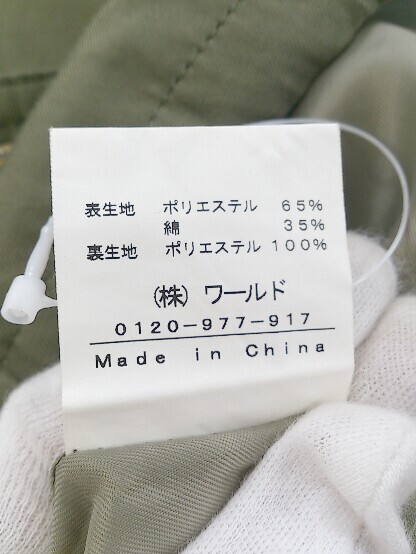 表生地 ポリエステル 65%
綿 35%
裏生地 ポリエステル 100%
(株) ワールド
0120-977-917
Made in China